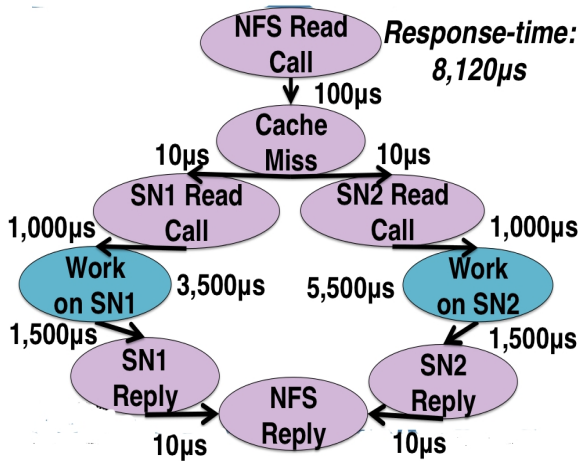 NFS Read
Call
Response-time:
8,120µs
100µs
Cache
Miss
10µs
10µs
SN1 Read
Call
SN2 Read
Call
1,000µs
1,000µs
Work
on SN1
3,500µs
5,500µs
Work
on SN2
1,500µs
1,500µs
SN1
Reply
SN2
Reply
NFS
Reply
10µs
10µs